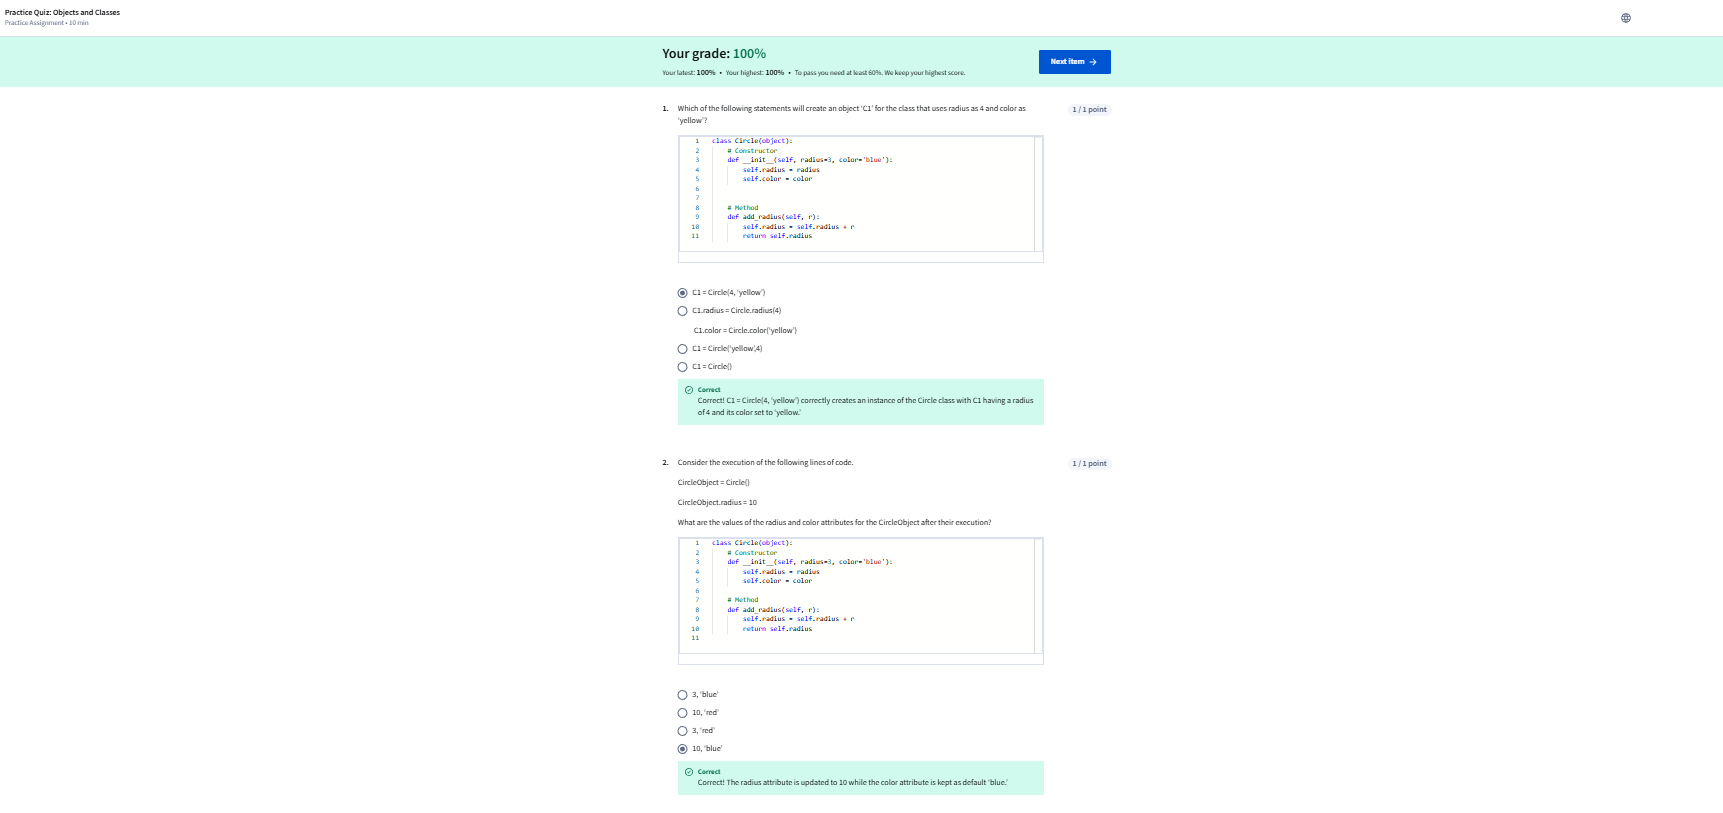 Practice Quiz: Objects and Classes
Practice Assignment • 10 min
Your grade: 100%
Your latest: 100% • Your highest: 100% • To pass you need at least 60%. We keep your highest score.
Next item →
1. Which of the following statements will create an object ‘C1’ for the class that uses radius as 4 and color as
‘yellow’?
1 / 1 point
1 class Circle(object):
2     # Constructor
3     def __init__(self, radius=3, color='blue'):
4         self.radius = radius
5         self.color = color
6
7
8     # Method
9     def add_radius(self, r):
10         self.radius = self.radius + r
11         return self.radius
C1 = Circle(4, ‘yellow’)
C1.radius = Circle.radius(4)
C1.color = Circle.color(‘yellow’)
C1 = Circle(‘yellow’,4)
C1 = Circle()
Correct
Correct! C1 = Circle(4, ‘yellow’) correctly creates an instance of the Circle class with C1 having a radius
of 4 and its color set to ‘yellow.’
2. Consider the execution of the following lines of code.
1 / 1 point
CircleObject = Circle()
CircleObject.radius = 10
What are the values of the radius and color attributes for the CircleObject after their execution?
1 class Circle(object):
2     # Constructor
3     def __init__(self, radius=3, color='blue'):
4         self.radius = radius
5         self.color = color
6
7     # Method
8     def add_radius(self, r):
9         self.radius = self.radius + r
10         return self.radius
11
3, ‘blue’
10, ‘red’
3, ‘red’
10, ‘blue’
Correct
Correct! The radius attribute is updated to 10 while the color attribute is kept as default ‘blue.’